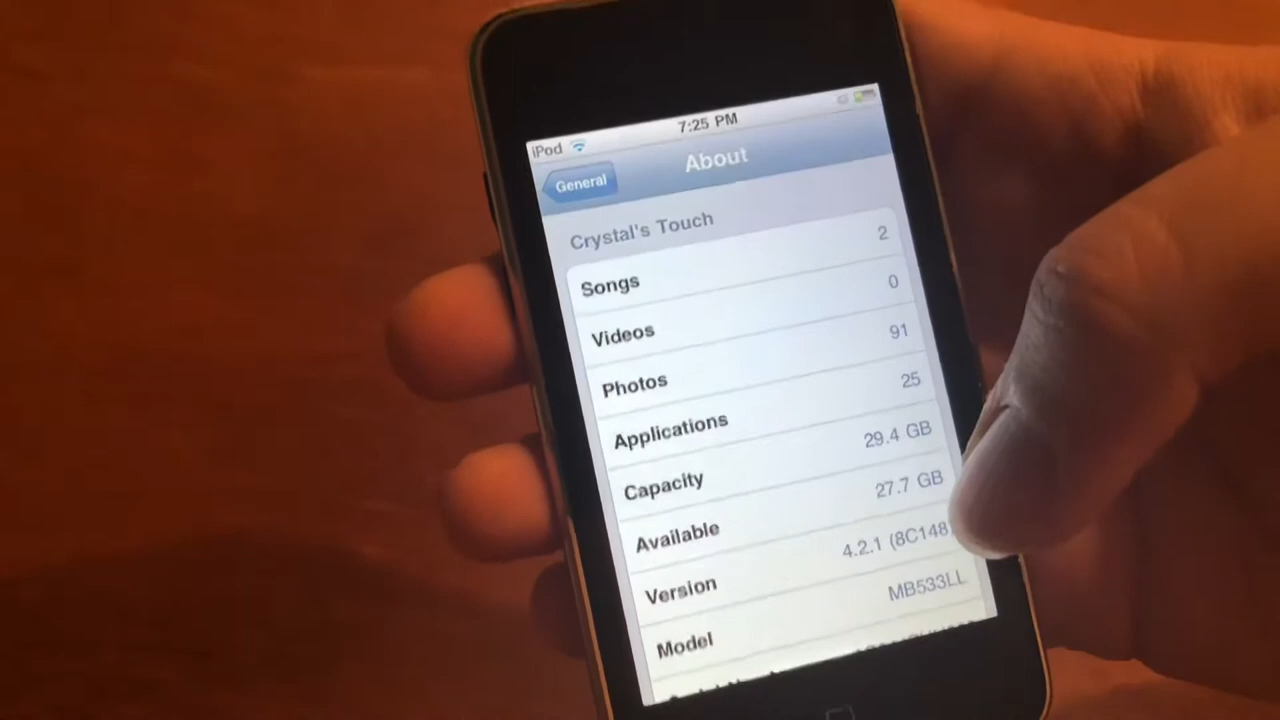 iPod 7:25 PM
General About
Crystal's Touch
Songs 2
Videos 0
Photos 91
Applications 25
Capacity 29.4 GB
Available 27.7 GB
Version 4.2.1 (8C148
Model MB533LL